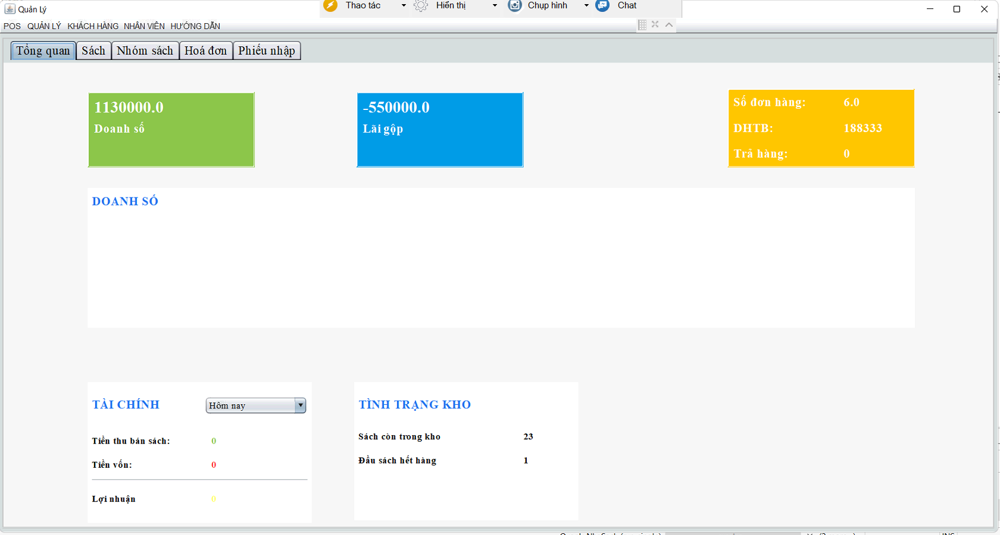 Quản Lý
Thao tác
Hiển thị
Chụp hình
Chat
POS QUẢN LÝ KHÁCH HÀNG NHÂN VIÊN HƯỚNG DẪN
Tổng quan Sách Nhóm sách Hoá đơn Phiếu nhập
1130000.0
Doanh số
-550000.0
Lãi gộp
Số đơn hàng: 6.0
DHTB: 188333
Trả hàng: 0
DOANH SỐ
TÀI CHÍNH
Hôm nay
Tiền thu bán sách: 0
Tiền vốn: 0
Lợi nhuận 0
TÌNH TRẠNG KHO
Sách còn trong kho 23
Đầu sách hết hàng 1